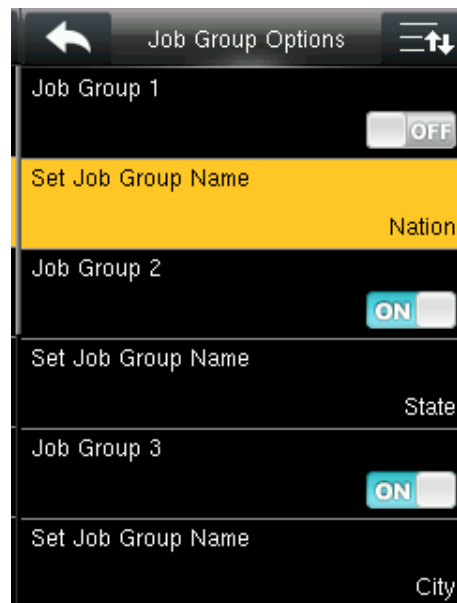 Job Group Options
Job Group 1
OFF
Set Job Group Name
Nation
Job Group 2
ON
Set Job Group Name
State
Job Group 3
ON
Set Job Group Name
City